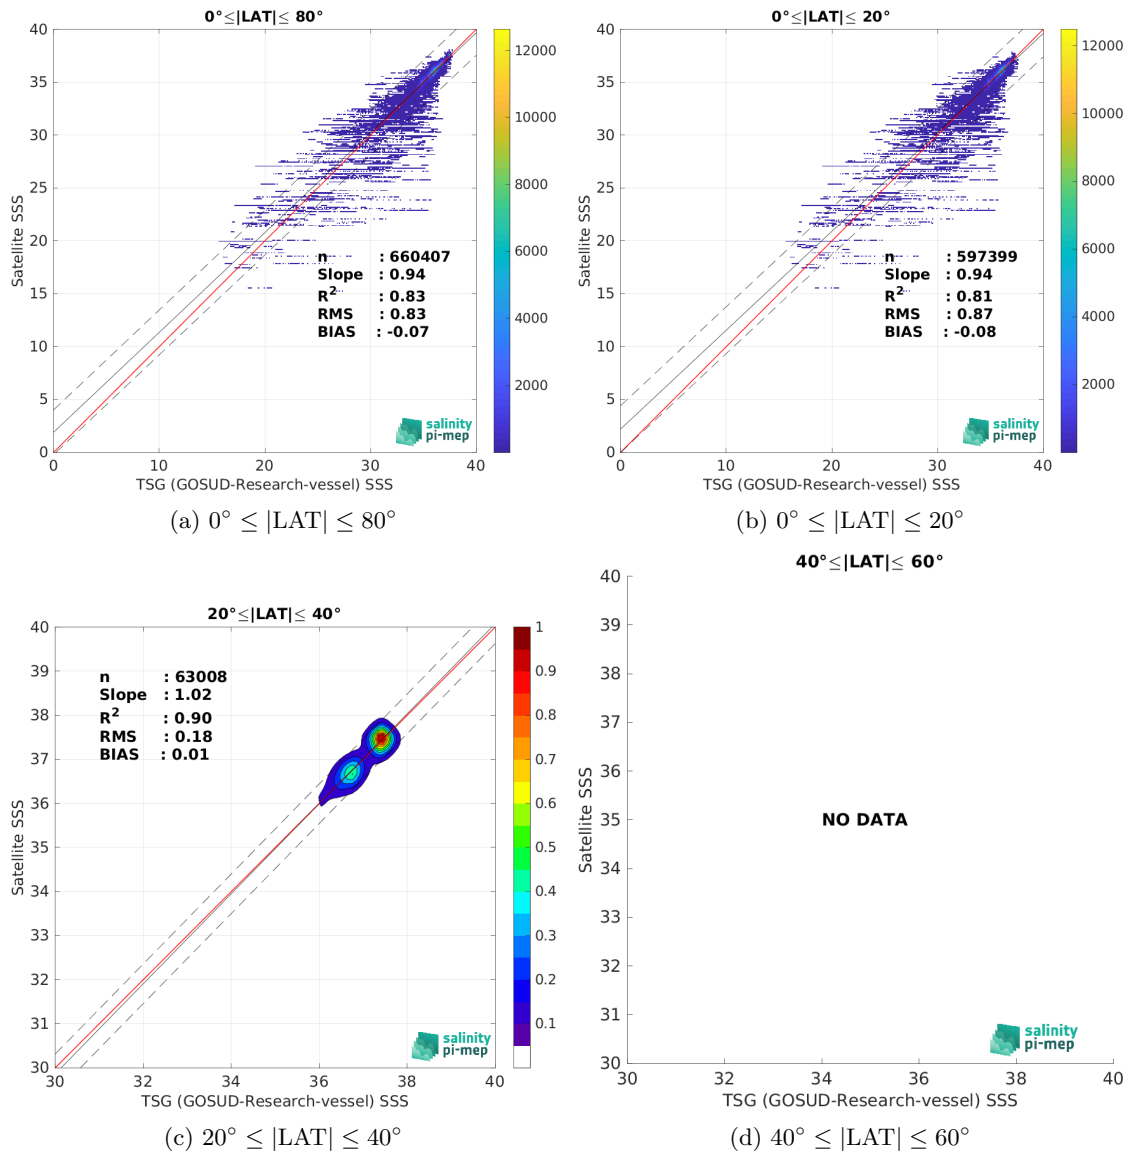 0°≤|LAT|≤ 80°
40
35
30
25
20
15
10
5
0
Satellite SSS
n : 660407
Slope : 0.94
R2 : 0.83
RMS : 0.83
BIAS : -0.07
salinity
pi-mep
0 10 20 30 40
TSG (GOSUD-Research-vessel) SSS
12000
10000
8000
6000
4000
2000
(a) 0° ≤ |LAT| ≤ 80°
0°≤|LAT|≤ 20°
40
35
30
25
20
15
10
5
0
Satellite SSS
n : 597399
Slope : 0.94
R2 : 0.81
RMS : 0.87
BIAS : -0.08
salinity
pi-mep
0 10 20 30 40
TSG (GOSUD-Research-vessel) SSS
12000
10000
8000
6000
4000
2000
(b) 0° ≤ |LAT| ≤ 20°
20°≤|LAT|≤ 40°
40
39
38
37
36
35
34
33
32
31
30
Satellite SSS
n : 63008
Slope : 1.02
R2 : 0.90
RMS : 0.18
BIAS : 0.01
salinity
pi-mep
30 32 34 36 38 40
TSG (GOSUD-Research-vessel) SSS
1
0.9
0.8
0.7
0.6
0.5
0.4
0.3
0.2
0.1
(c) 20° ≤ |LAT| ≤ 40°
40°≤|LAT|≤ 60°
40
39
38
37
36
35
34
33
32
31
30
Satellite SSS
NO DATA
salinity
pi-mep
30 32 34 36 38 40
TSG (GOSUD-Research-vessel) SSS
(d) 40° ≤ |LAT| ≤ 60°